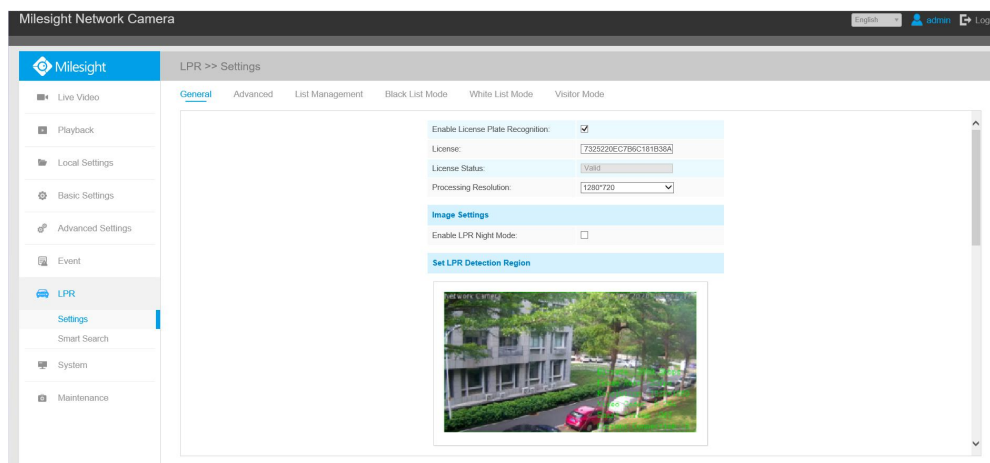 Milesight Network Camera
English
admin
Log
Milesight
LPR >> Settings
Live Video
Playback
Local Settings
Basic Settings
Advanced Settings
Event
LPR
Settings
Smart Search
System
Maintenance
General Advanced List Management Black List Mode White List Mode Visitor Mode
Enable License Plate Recognition:
License: 7325220EC7B6C181B38A
License Status: Valid
Processing Resolution: 1280*720
Image Settings
Enable LPR Night Mode:
Set LPR Detection Region
Network Camera